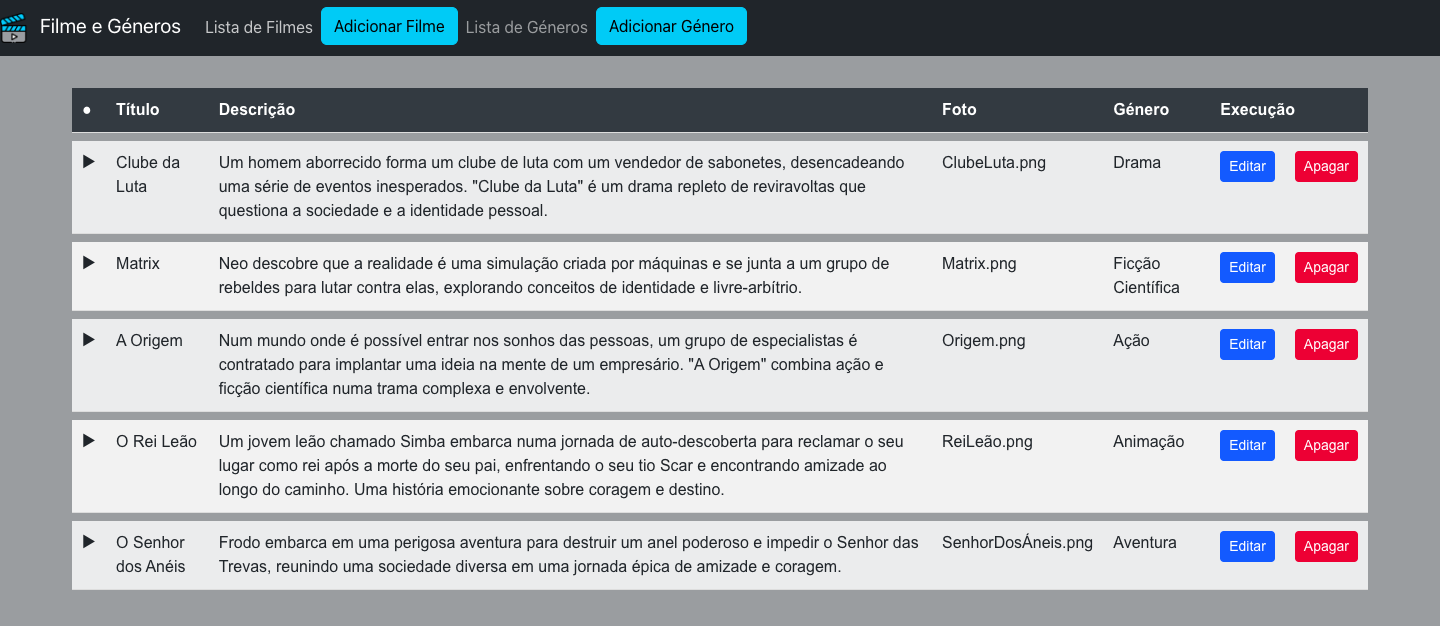 Filme e Géneros Lista de Filmes Adicionar Filme Lista de Géneros Adicionar Género
● Título Descrição Foto Género Execução
▶ Clube da Um homem aborrecido forma um clube de luta com um vendedor de sabonetes, desencadeando ClubeLuta.png Drama Editar Apagar
Luta uma série de eventos inesperados. "Clube da Luta" é um drama repleto de reviravoltas que
questiona a sociedade e a identidade pessoal.
▶ Matrix Neo descobre que a realidade é uma simulação criada por máquinas e se junta a um grupo de Matrix.png Ficção Editar Apagar
rebeldes para lutar contra elas, explorando conceitos de identidade e livre-arbítrio. Científica
▶ A Origem Num mundo onde é possível entrar nos sonhos das pessoas, um grupo de especialistas é Origem.png Ação Editar Apagar
contratado para implantar uma ideia na mente de um empresário. "A Origem" combina ação e
ficção científica numa trama complexa e envolvente.
▶ O Rei Leão Um jovem leão chamado Simba embarca numa jornada de auto-descoberta para reclamar o seu ReiLeão.png Animação Editar Apagar
lugar como rei após a morte do seu pai, enfrentando o seu tio Scar e encontrando amizade ao
longo do caminho. Uma história emocionante sobre coragem e destino.
▶ O Senhor Frodo embarca em uma perigosa aventura para destruir um anel poderoso e impedir o Senhor das SenhorDosÁneis.png Aventura Editar Apagar
dos Anéis Trevas, reunindo uma sociedade diversa em uma jornada épica de amizade e coragem.